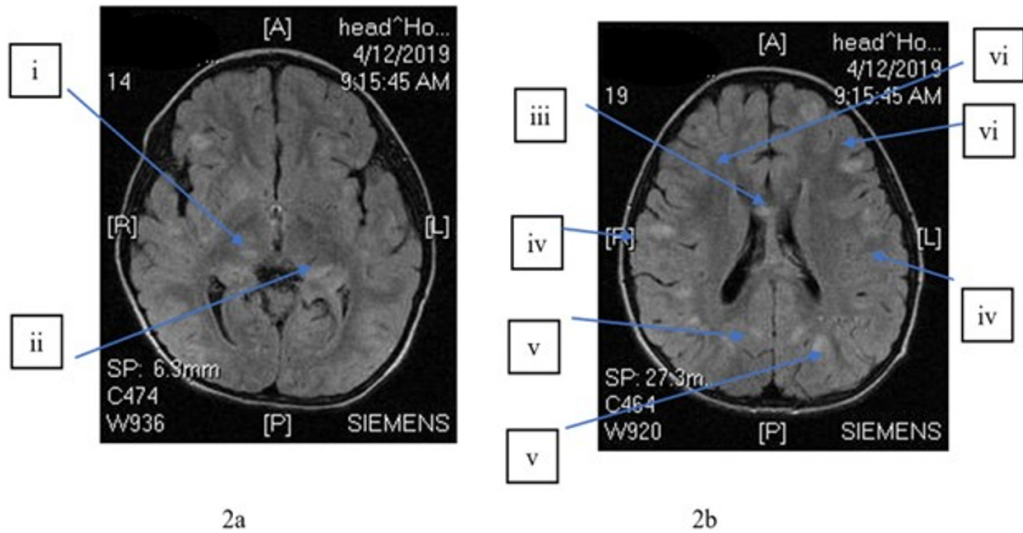 i
ii
[A]
head^Ho...
4/12/2019
9:15:45 AM
14
[R]
[L]
SP: 6.3mm
C474
W936
[P]
SIEMENS
2a
iii
iv
v
v
[A]
head^Ho...
4/12/2019
9:15:45 AM
19
[R]
[L]
SP: 27.3m...
C464
W920
[P]
SIEMENS
vi
vi
iv
2b